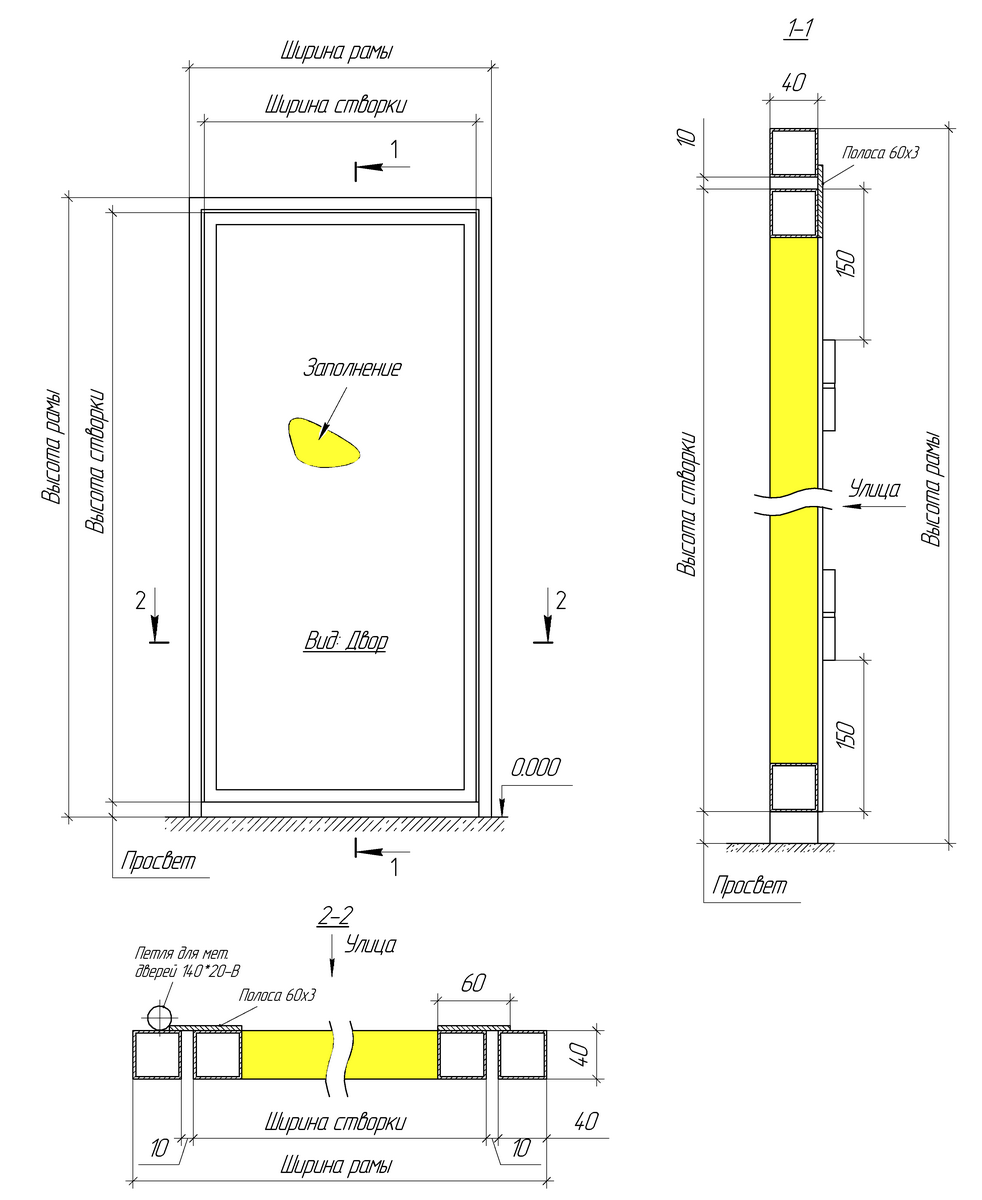 Ширина рамы
Ширина створки
1
Высота рамы
Высота створки
Заполнение
2
2
Вид: Двор
0.000
Просвет
1
1-1
40
10
Полоса 60х3
150
Высота створки
Улица
Высота рамы
150
Просвет
2-2
Улица
Петля для мет.
дверей 140*20-В
Полоса 60х3
60
40
Ширина створки
40
10
10
Ширина рамы